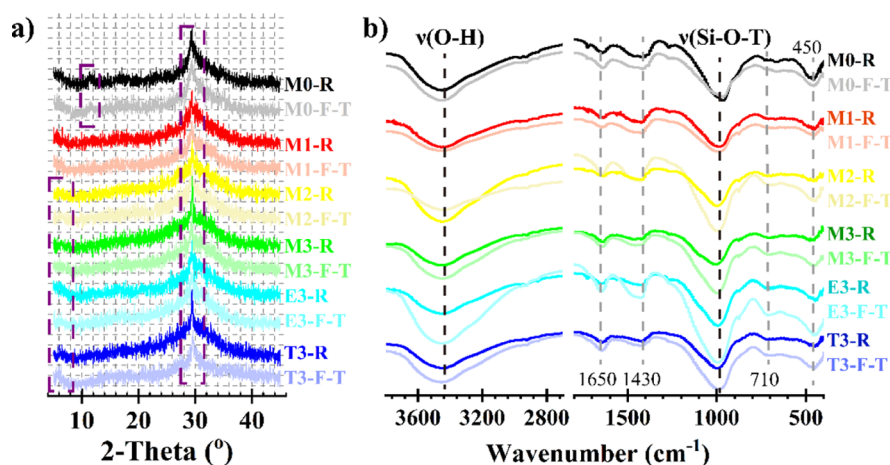 a)
M0-R
M0-F-T
M1-R
M1-F-T
M2-R
M2-F-T
M3-R
M3-F-T
E3-R
E3-F-T
T3-R
T3-F-T
10 20 30 40
2-Theta (°)
b)
ν(O-H) ν(Si-O-T) 450
M0-R
M0-F-T
M1-R
M1-F-T
M2-R
M2-F-T
M3-R
M3-F-T
E3-R
E3-F-T
T3-R
T3-F-T
1650 1430 710
3600 3200 2800 1500 1000 500
Wavenumber (cm⁻¹)